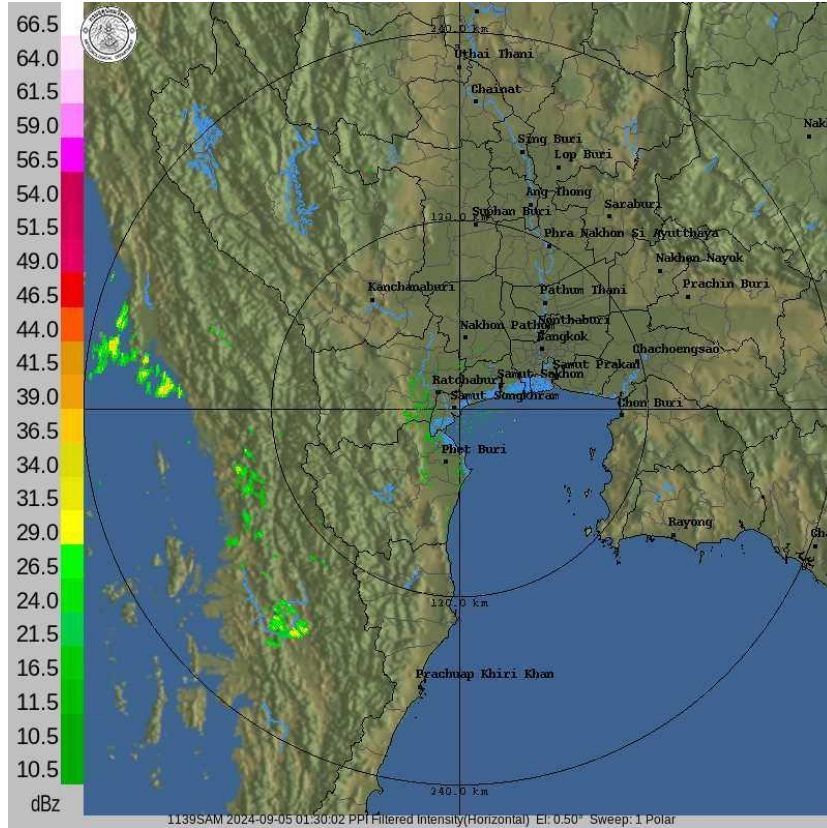 66.5
64.0
61.5
59.0
56.5
54.0
51.5
49.0
46.5
44.0
41.5
39.0
36.5
34.0
31.5
29.0
26.5
24.0
21.5
16.5
11.5
10.5
10.5
dBz
240.0 km
Uthai Thani
Chainat
Sing Buri
Lop Buri
Ang Thong
Saraburi
120.0 km
Suphan Buri
Phra Nakhon Si Ayutthaya
Nakhon Nayok
Prachin Buri
Kanchanaburi
Pathum Thani
Nonthaburi
Nakhon Pathom
Bangkok
Chachoengsao
Samut Prakan
Samut Sakhon
Ratchaburi
Samut Songkhram
Chon Buri
Phet Buri
Rayong
120.0 km
Prachuap Khiri Khan
240.0 km
1139SAM 2024-09-05 01:30:02 PPI Filtered Intensity(Horizontal) El: 0.50° Sweep: 1 Polar